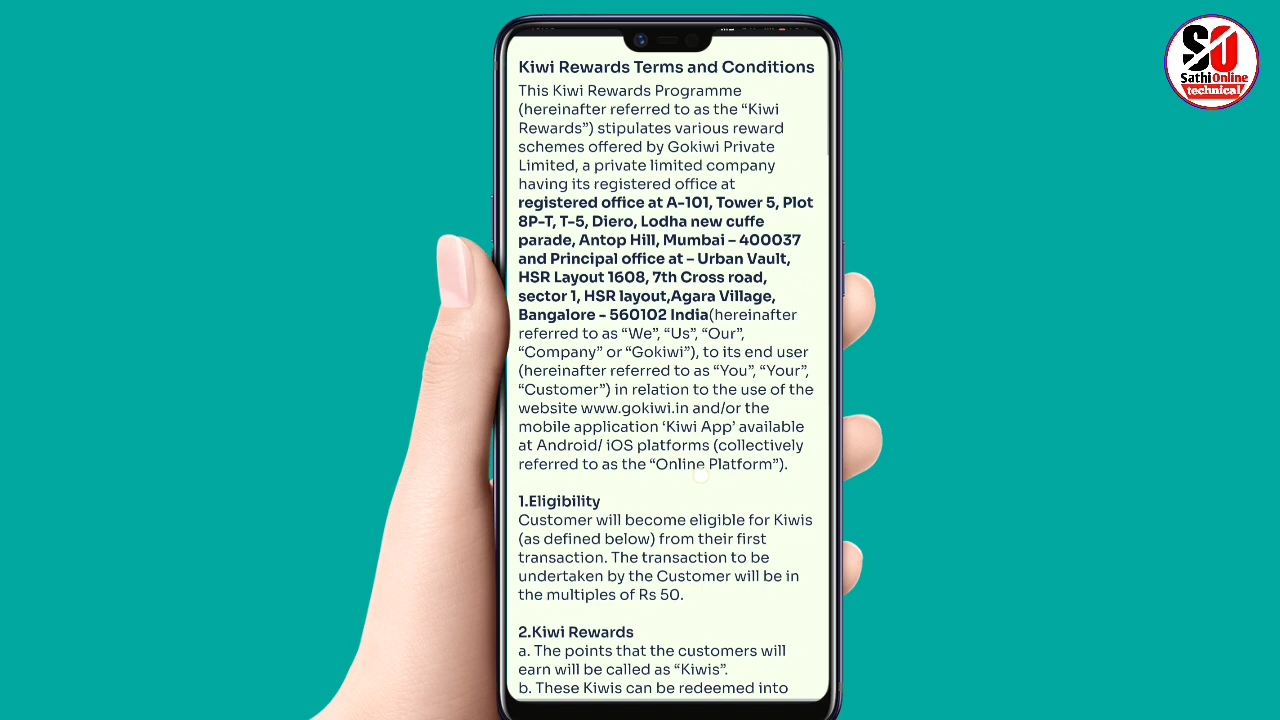 SO
Sathi Online
technical
Kiwi Rewards Terms and Conditions
This Kiwi Rewards Programme
(hereinafter referred to as the “Kiwi
Rewards”) stipulates various reward
schemes offered by Gokiwi Private
Limited, a private limited company
having its registered office at
registered office at A-101, Tower 5, Plot
8P-T, T-5, Diero, Lodha new cuffe
parade, Antop Hill, Mumbai – 400037
and Principal office at – Urban Vault,
HSR Layout 1608, 7th Cross road,
sector 1, HSR layout,Agara Village,
Bangalore - 560102 India(hereinafter
referred to as “We”, “Us”, “Our”,
“Company” or “Gokiwi”), to its end user
(hereinafter referred to as “You”, “Your”,
“Customer”) in relation to the use of the
website www.gokiwi.in and/or the
mobile application ‘Kiwi App’ available
at Android/ iOS platforms (collectively
referred to as the “Online Platform”).
1.Eligibility
Customer will become eligible for Kiwis
(as defined below) from their first
transaction. The transaction to be
undertaken by the Customer will be in
the multiples of Rs 50.
2.Kiwi Rewards
a. The points that the customers will
earn will be called as “Kiwis”.
b. These Kiwis can be redeemed into